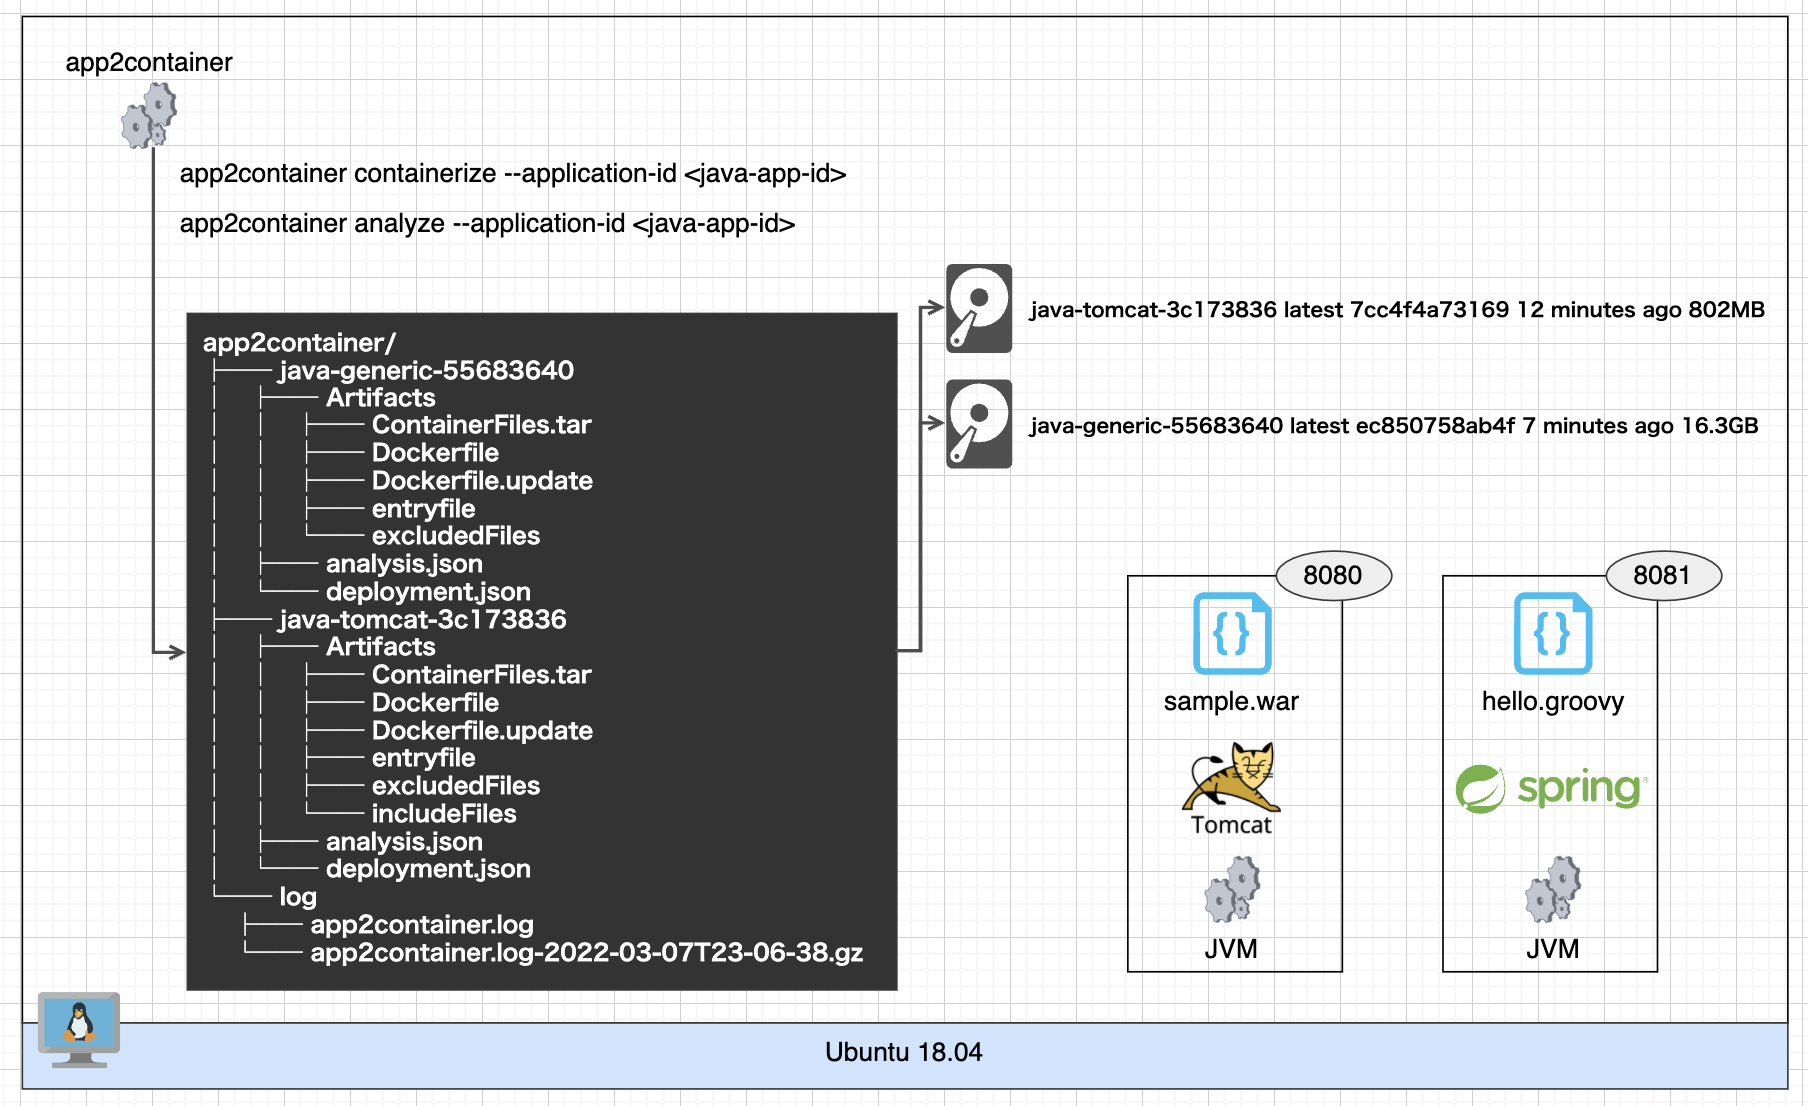 app2container
app2container containerize --application-id <java-app-id>
app2container analyze --application-id <java-app-id>
app2container/
java-generic-55683640
Artifacts
ContainerFiles.tar
Dockerfile
Dockerfile.update
entryfile
excludedFiles
analysis.json
deployment.json
java-tomcat-3c173836
Artifacts
ContainerFiles.tar
Dockerfile
Dockerfile.update
entryfile
excludedFiles
includeFiles
analysis.json
deployment.json
log
app2container.log
app2container.log-2022-03-07T23-06-38.gz
java-tomcat-3c173836 latest 7cc4f4a73169 12 minutes ago 802MB
java-generic-55683640 latest ec850758ab4f 7 minutes ago 16.3GB
8080
{}
sample.war
Tomcat
JVM
8081
{}
hello.groovy
spring
JVM
Ubuntu 18.04